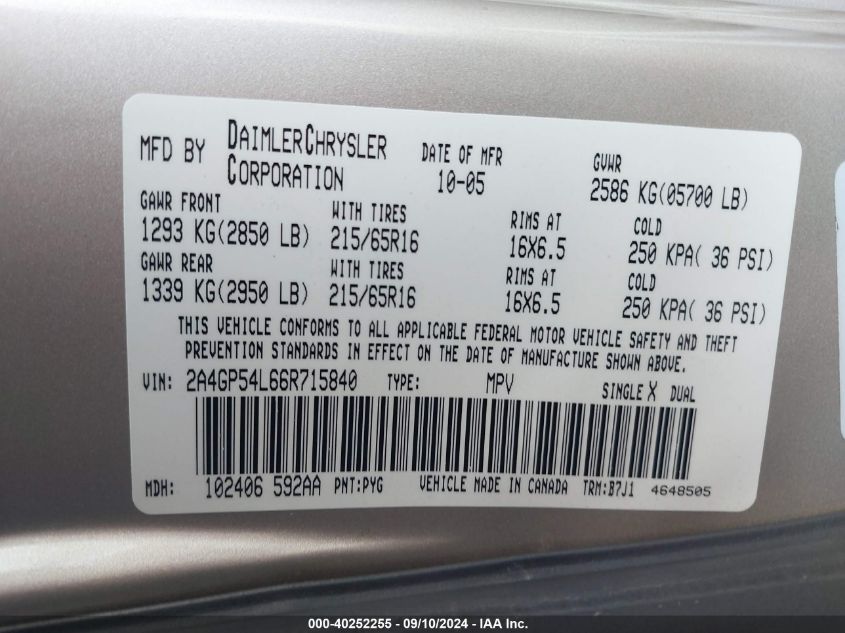 MFD BY DAIMLERCHRYSLER CORPORATION DATE OF MFR 10-05 GVWR 2586 KG(05700 LB)
GAWR FRONT WITH TIRES RIMS AT COLD
1293 KG(2850 LB) 215/65R16 16X6.5 250 KPA( 36 PSI)
GAWR REAR WITH TIRES RIMS AT COLD
1339 KG(2950 LB) 215/65R16 16X6.5 250 KPA( 36 PSI)
THIS VEHICLE CONFORMS TO ALL APPLICABLE FEDERAL MOTOR VEHICLE SAFETY AND THEFT
PREVENTION STANDARDS IN EFFECT ON THE DATE OF MANUFACTURE SHOWN ABOVE.
VIN: 2A4GP54L66R715840 TYPE: MPV SINGLE X DUAL
MDH: 102406 592AA PNT:PYG VEHICLE MADE IN CANADA TRM:B7J1 4648505
000-40252255 - 09/10/2024 - IAA Inc.